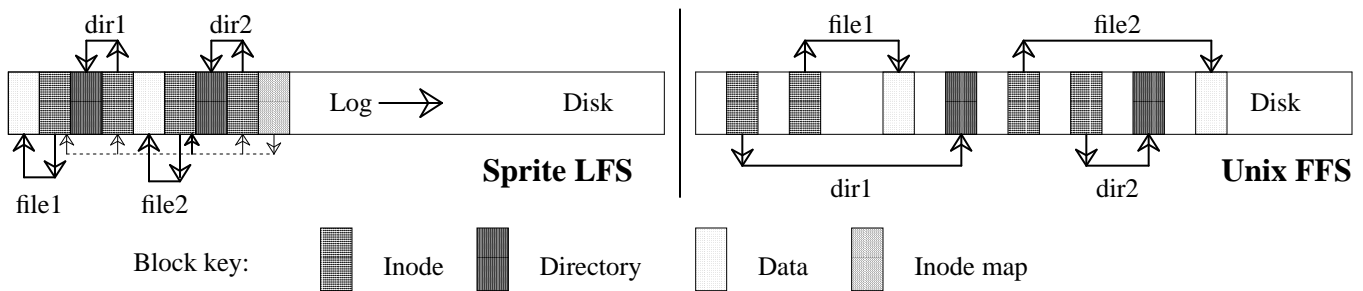 dir1 dir2 file1 file2
Log Disk Disk
Sprite LFS Unix FFS
file1 file2 dir1 dir2
Block key: Inode Directory Data Inode map